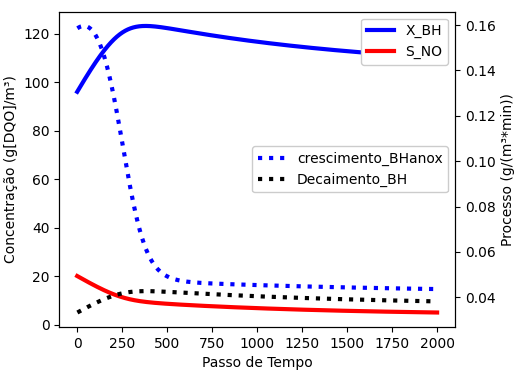 X_BH
S_NO
crescimento_BHanox
Decaimento_BH
Concentração (g[DQO]/m³)
120
100
80
60
40
20
0
Processo (g/(m³*min))
0.16
0.14
0.12
0.10
0.08
0.06
0.04
0 250 500 750 1000 1250 1500 1750 2000
Passo de Tempo